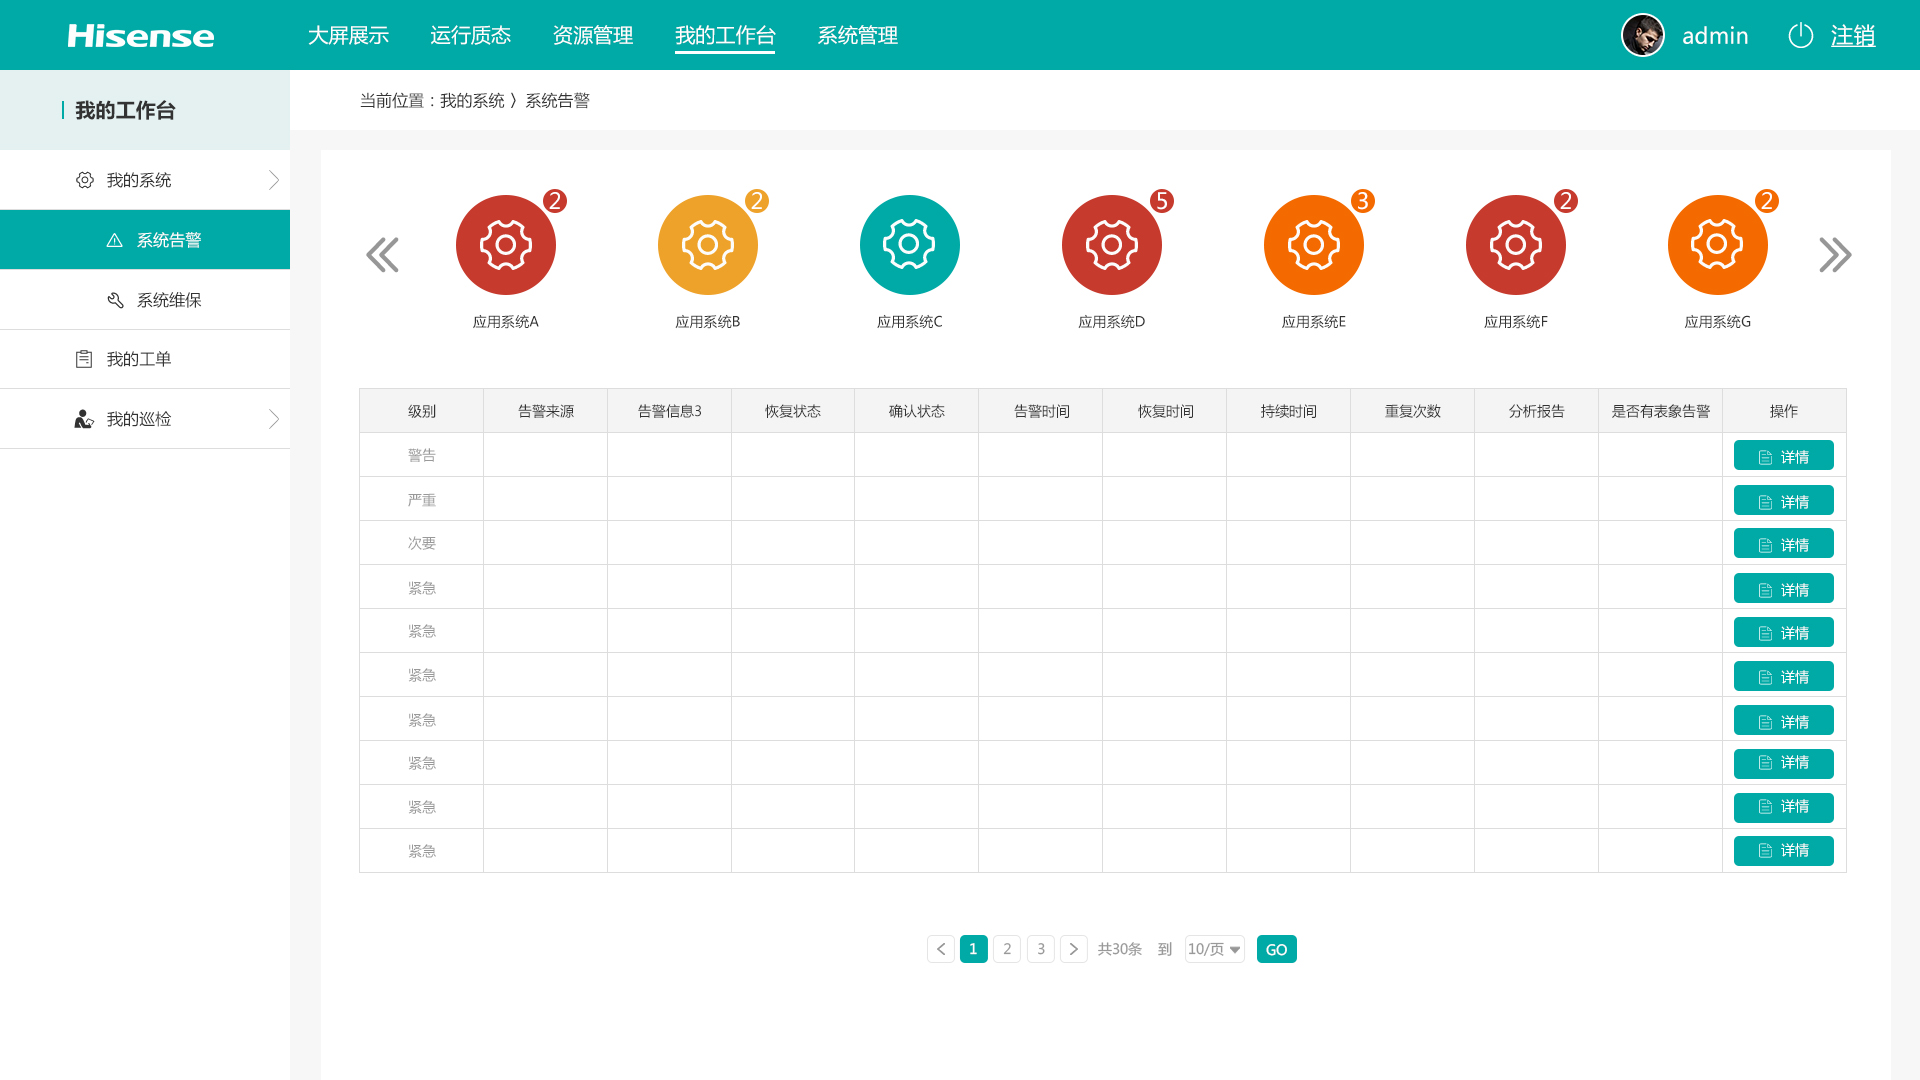 Hisense 大屏展示 运行质态 资源管理 我的工作台 系统管理 admin 注销
我的工作台
我的系统
系统告警
系统维保
我的工单
我的巡检
当前位置：我的系统 〉系统告警
2 2 5 3 2 2
应用系统A 应用系统B 应用系统C 应用系统D 应用系统E 应用系统F 应用系统G
级别 告警来源 告警信息3 恢复状态 确认状态 告警时间 恢复时间 持续时间 重复次数 分析报告 是否有表象告警 操作
警告 详情
严重 详情
次要 详情
紧急 详情
紧急 详情
紧急 详情
紧急 详情
紧急 详情
紧急 详情
紧急 详情
1 2 3 共30条 到 10/页 GO